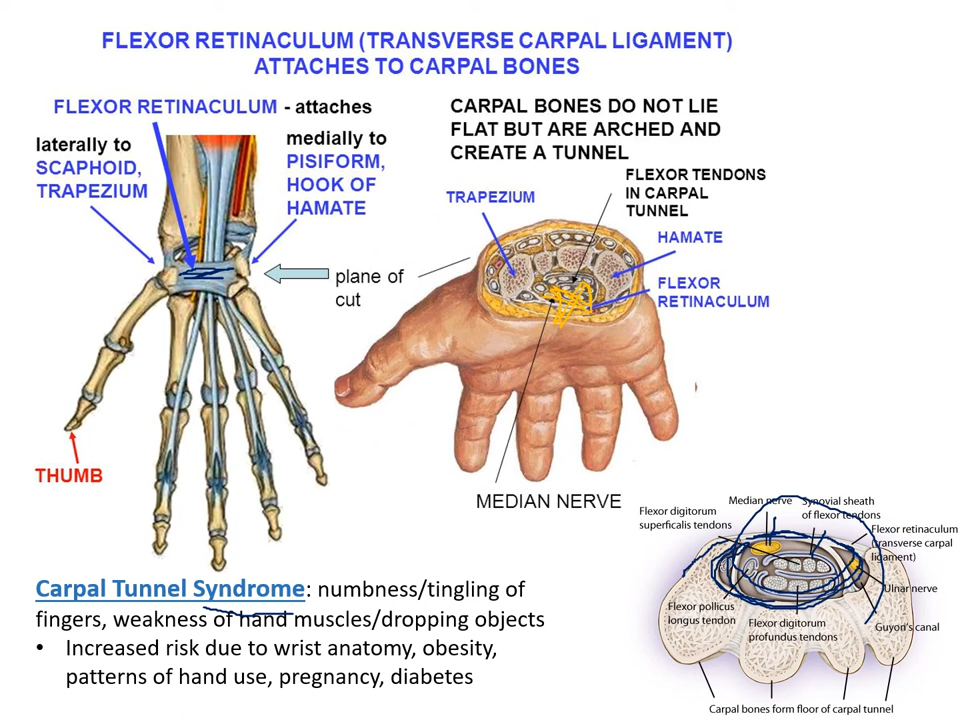 FLEXOR RETINACULUM (TRANSVERSE CARPAL LIGAMENT)
ATTACHES TO CARPAL BONES
FLEXOR RETINACULUM - attaches
laterally to
SCAPHOID,
TRAPEZIUM
medially to
PISIFORM,
HOOK OF
HAMATE
plane of
cut
THUMB
CARPAL BONES DO NOT LIE
FLAT BUT ARE ARCHED AND
CREATE A TUNNEL
FLEXOR TENDONS
IN CARPAL
TUNNEL
TRAPEZIUM
HAMATE
FLEXOR
RETINACULUM
MEDIAN NERVE
Carpal Tunnel Syndrome: numbness/tingling of
fingers, weakness of hand muscles/dropping objects
• Increased risk due to wrist anatomy, obesity,
patterns of hand use, pregnancy, diabetes
Flexor digitorum
superficalis tendons
Median nerve
Synovial sheath
of flexor tendons
Flexor retinaculum
(transverse carpal
ligament)
Ulnar nerve
Guyon's canal
Flexor pollicus
longus tendon
Flexor digitorum
profundus tendons
Carpal bones form floor of carpal tunnel